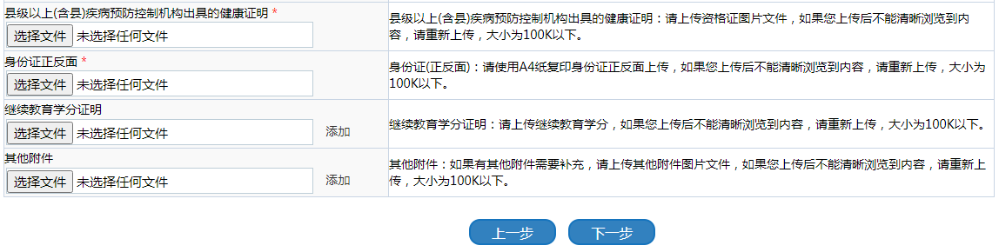 县级以上(含县)疾病预防控制机构出具的健康证明 *
选择文件 未选择任何文件
县级以上(含县)疾病预防控制机构出具的健康证明：请上传资格证图片文件，如果您上传后不能清晰浏览到内
容，请重新上传，大小为100K以下。
身份证正反面 *
选择文件 未选择任何文件
身份证(正反面)：请使用A4纸复印身份证正反面上传，如果您上传后不能清晰浏览到内容，请重新上传，大小为
100K以下。
继续教育学分证明
选择文件 未选择任何文件 添加
继续教育学分证明：请上传继续教育学分，如果您上传后不能清晰浏览到内容，请重新上传，大小为100K以下。
其他附件
选择文件 未选择任何文件 添加
其他附件：如果有其他附件需要补充，请上传其他附件图片文件，如果您上传后不能清晰浏览到内容，请重新上
传，大小为100K以下。
上一步 下一步